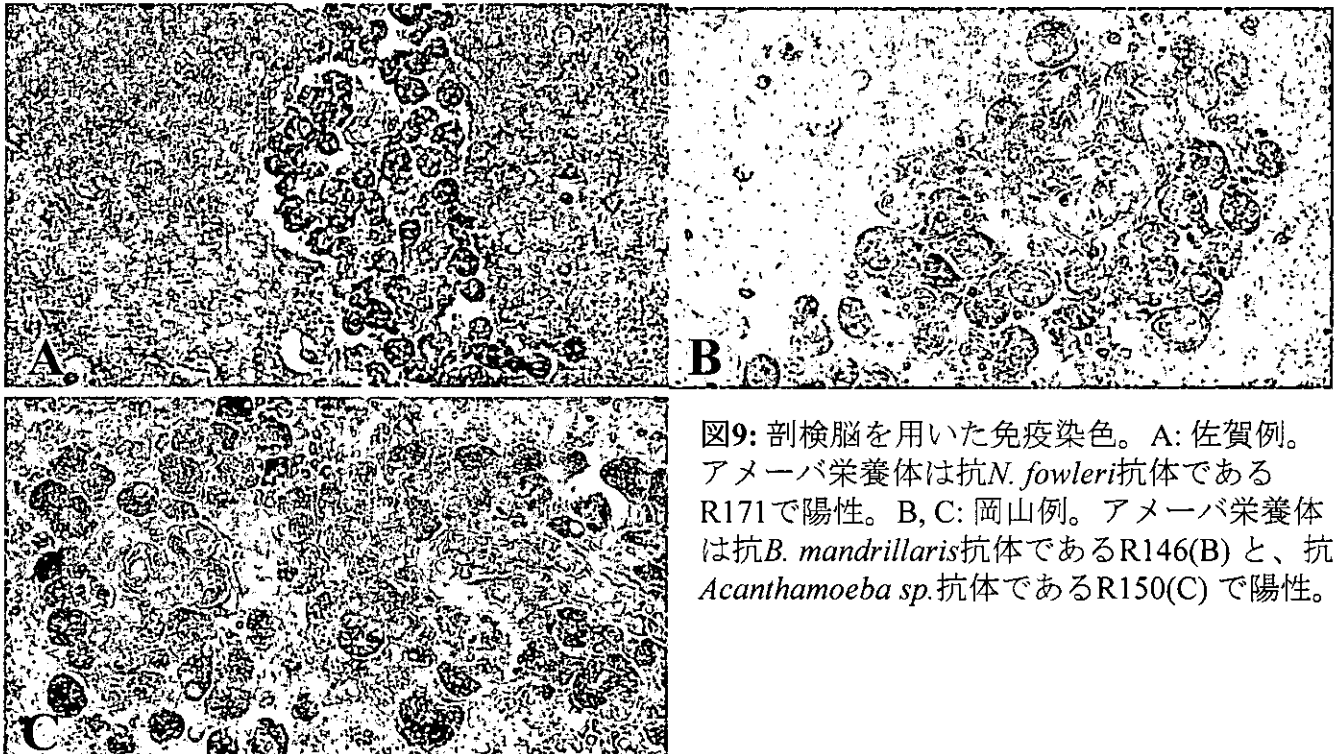 A
B
C
図9: 剖検脳を用いた免疫染色。A: 佐賀例。
アメーバ栄養体は抗N. fowleri抗体である
R171で陽性。B, C: 岡山例。アメーバ栄養体
は抗B. mandrillaris抗体であるR146(B) と、抗
Acanthamoeba sp.抗体であるR150(C) で陽性。